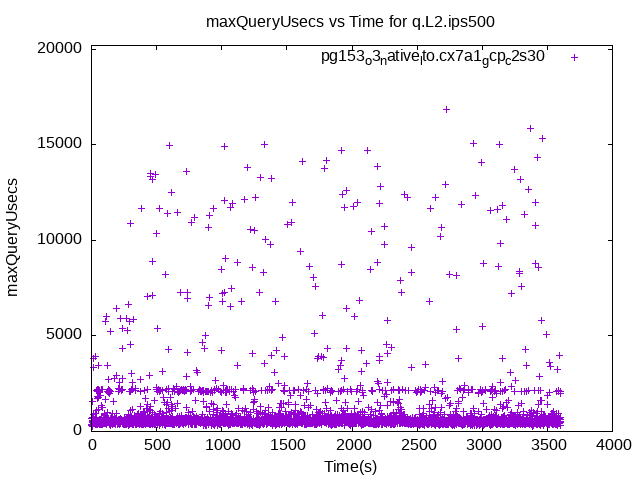 maxQueryUsecs vs Time for q.L2.ips500
pg153o3native_lto.cx7a1gcpc2s30
20000
15000
10000
5000
0
maxQueryUsecs
0 500 1000 1500 2000 2500 3000 3500 4000
Time(s)